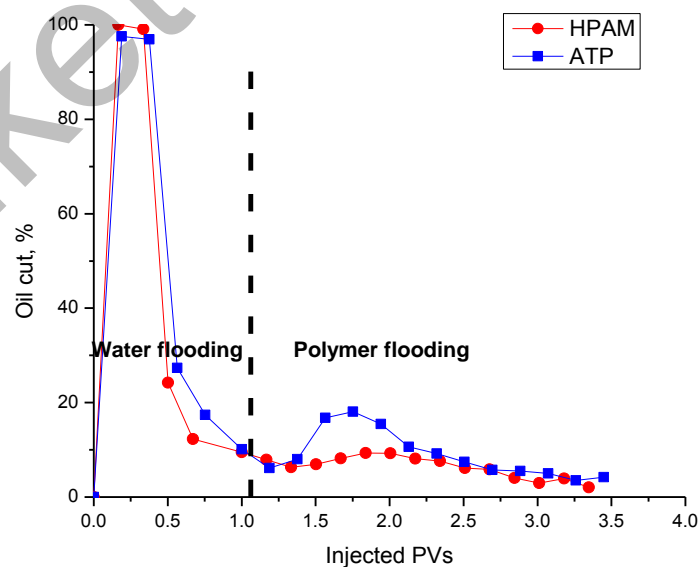 HPAM
ATP
100
80
60
40
20
0
Oil cut, %
Water flooding
Polymer flooding
0.0 0.5 1.0 1.5 2.0 2.5 3.0 3.5 4.0
Injected PVs